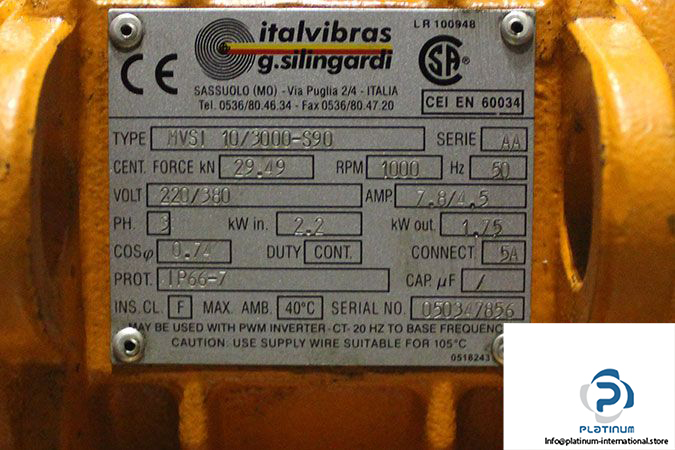 italvibras
g.silingardi
LR 100948
CE
SA ®
SASSUOLO (MO) - Via Puglia 2/4 - ITALIA
Tel. 0536/80.46.34 - Fax 0536/80.47.20
CEI EN 60034
TYPE MVSI 10/3000-S90 SERIE AA
CENT. FORCE kN 29.49 RPM 1000 Hz 50
VOLT 220/380 AMP. 7.8/4.5
PH. 3 kW in. 2.2 kW out. 1.75
COSφ 0.74 DUTY CONT. CONNECT. 5A
PROT. IP66-7 CAP. µF /
INS. CL. F MAX. AMB. 40°C SERIAL NO. 050347856
MAY BE USED WITH PWM INVERTER -CT- 20 HZ TO BASE
CAUTION: USE SUPPLY WIRE SUITABLE FOR 105°C
0518243
PLATINUM
Info@platinum-international.store